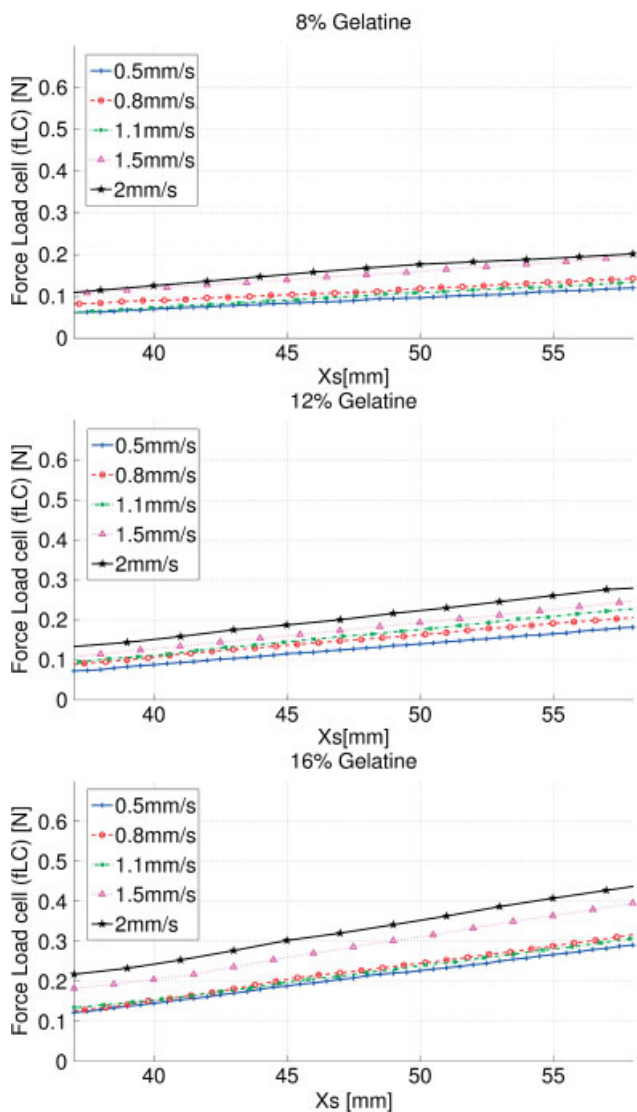 8% Gelatine
Force Load cell (fLC) [N]
0.6
0.5
0.4
0.3
0.2
0.1
0
0.5mm/s
0.8mm/s
1.1mm/s
1.5mm/s
2mm/s
40 45 50 55
Xs[mm]
12% Gelatine
Force Load cell (fLC) [N]
0.6
0.5
0.4
0.3
0.2
0.1
0
0.5mm/s
0.8mm/s
1.1mm/s
1.5mm/s
2mm/s
40 45 50 55
Xs[mm]
16% Gelatine
Force Load cell (fLC) [N]
0.6
0.5
0.4
0.3
0.2
0.1
0
0.5mm/s
0.8mm/s
1.1mm/s
1.5mm/s
2mm/s
40 45 50 55
Xs [mm]